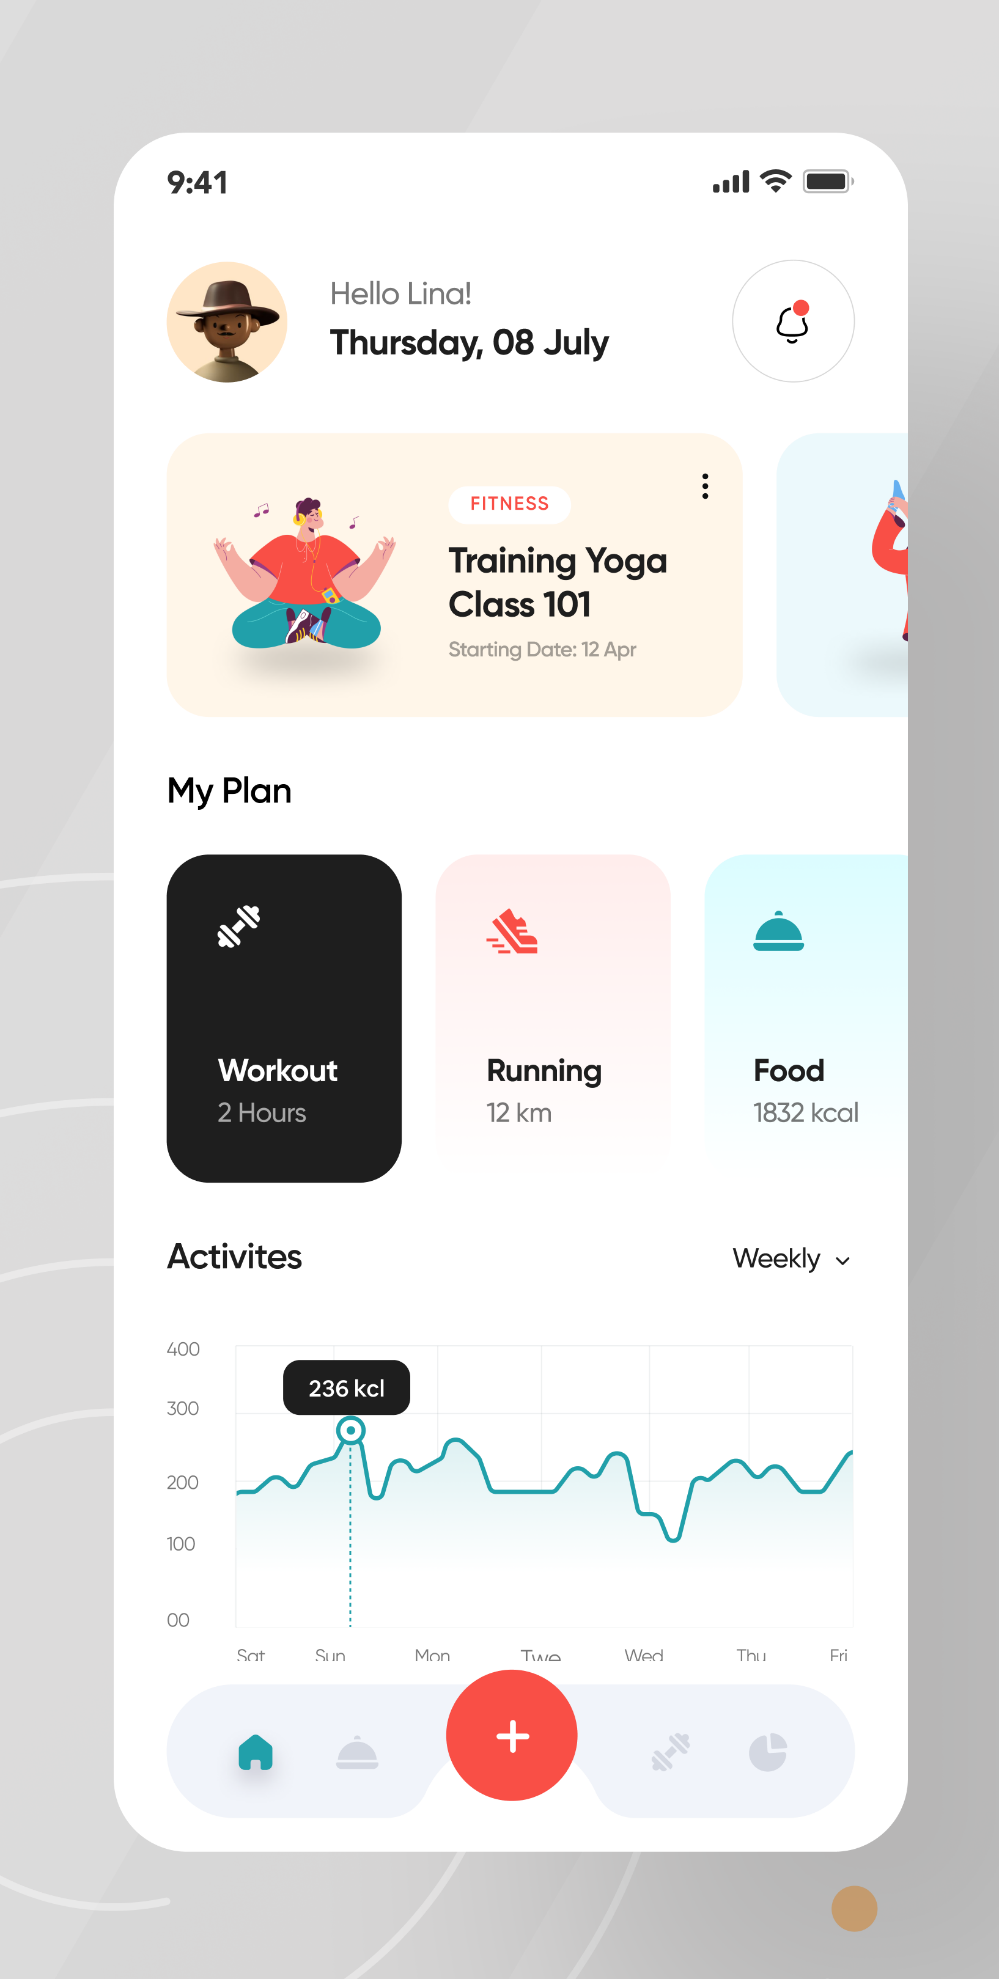 9:41
Hello Lina!
Thursday, 08 July
FITNESS
Training Yoga
Class 101
Starting Date: 12 Apr
My Plan
Workout
2 Hours
Running
12 km
Food
1832 kcal
Activites
Weekly
400
300
200
100
00
236 kcl
Sat Sun Mon Twe Wed Thu Fri